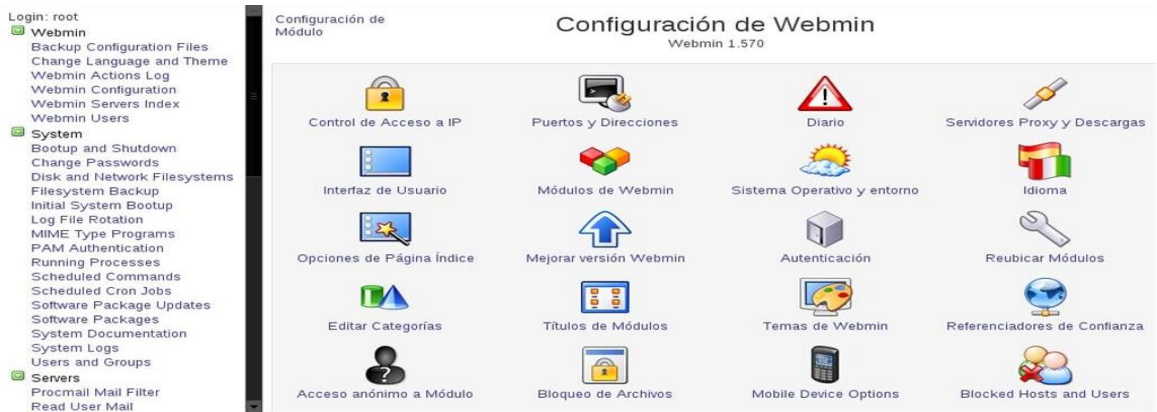 Login: root
Webmin
Backup Configuration Files
Change Language and Theme
Webmin Actions Log
Webmin Configuration
Webmin Servers Index
Webmin Users
System
Bootup and Shutdown
Change Passwords
Disk and Network Filesystems
Filesystem Backup
Initial System Bootup
Log File Rotation
MIME Type Programs
PAM Authentication
Running Processes
Scheduled Commands
Scheduled Cron Jobs
Software Package Updates
Software Packages
System Documentation
System Logs
Users and Groups
Servers
Procmail Mail Filter
Read User Mail
Configuración de
Módulo
Configuración de Webmin
Webmin 1.570
Control de Acceso a IP
Puertos y Direcciones
Diario
Servidores Proxy y Descargas
Interfaz de Usuario
Módulos de Webmin
Sistema Operativo y entorno
Idioma
Opciones de Página Índice
Mejorar versión Webmin
Autenticación
Reubicar Módulos
Editar Categorías
Títulos de Módulos
Temas de Webmin
Referenciadores de Confianza
Acceso anónimo a Módulo
Bloqueo de Archivos
Mobile Device Options
Blocked Hosts and Users